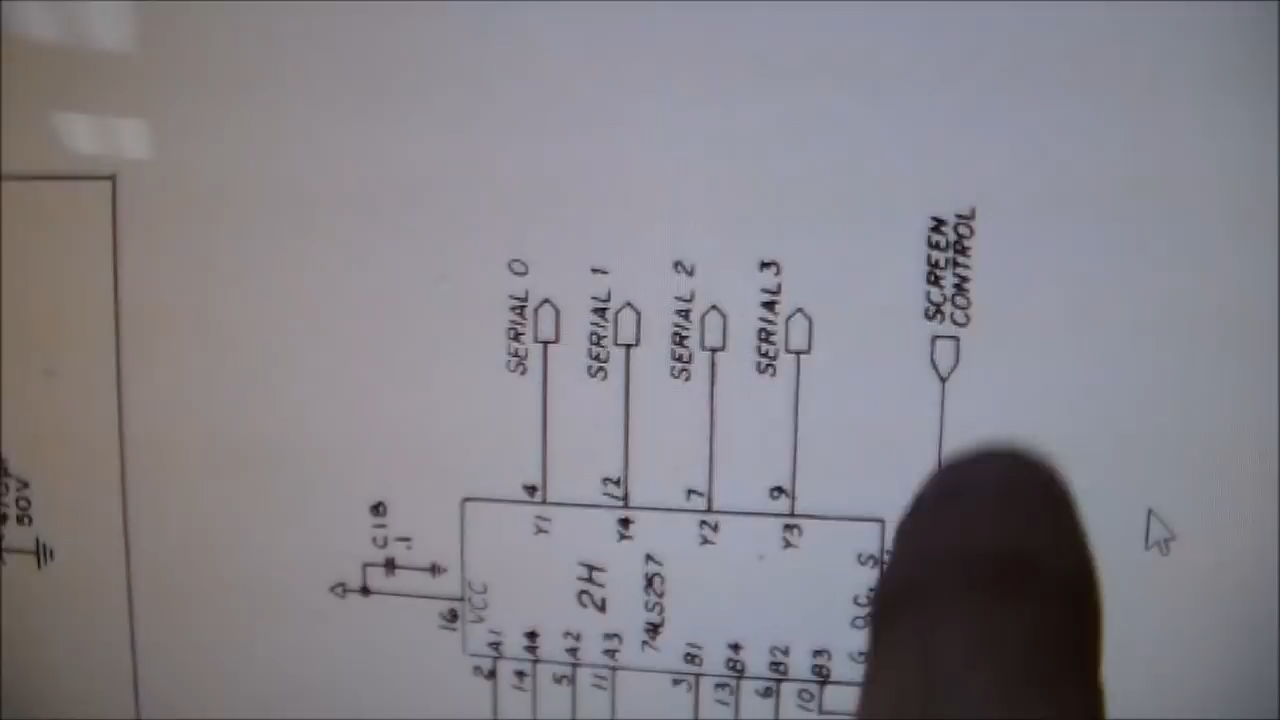 50V
C18
.1
SERIAL 0
SERIAL 1
SERIAL 2
SERIAL 3
SCREEN
CONTROL
4
12
7
9
Y1
Y4
Y2
Y3
S
16
VCC
2H
74LS257
OC
G
A1
A4
A2
A3
B1
B4
B2
B3
2
14
5
11
3
13
6
10